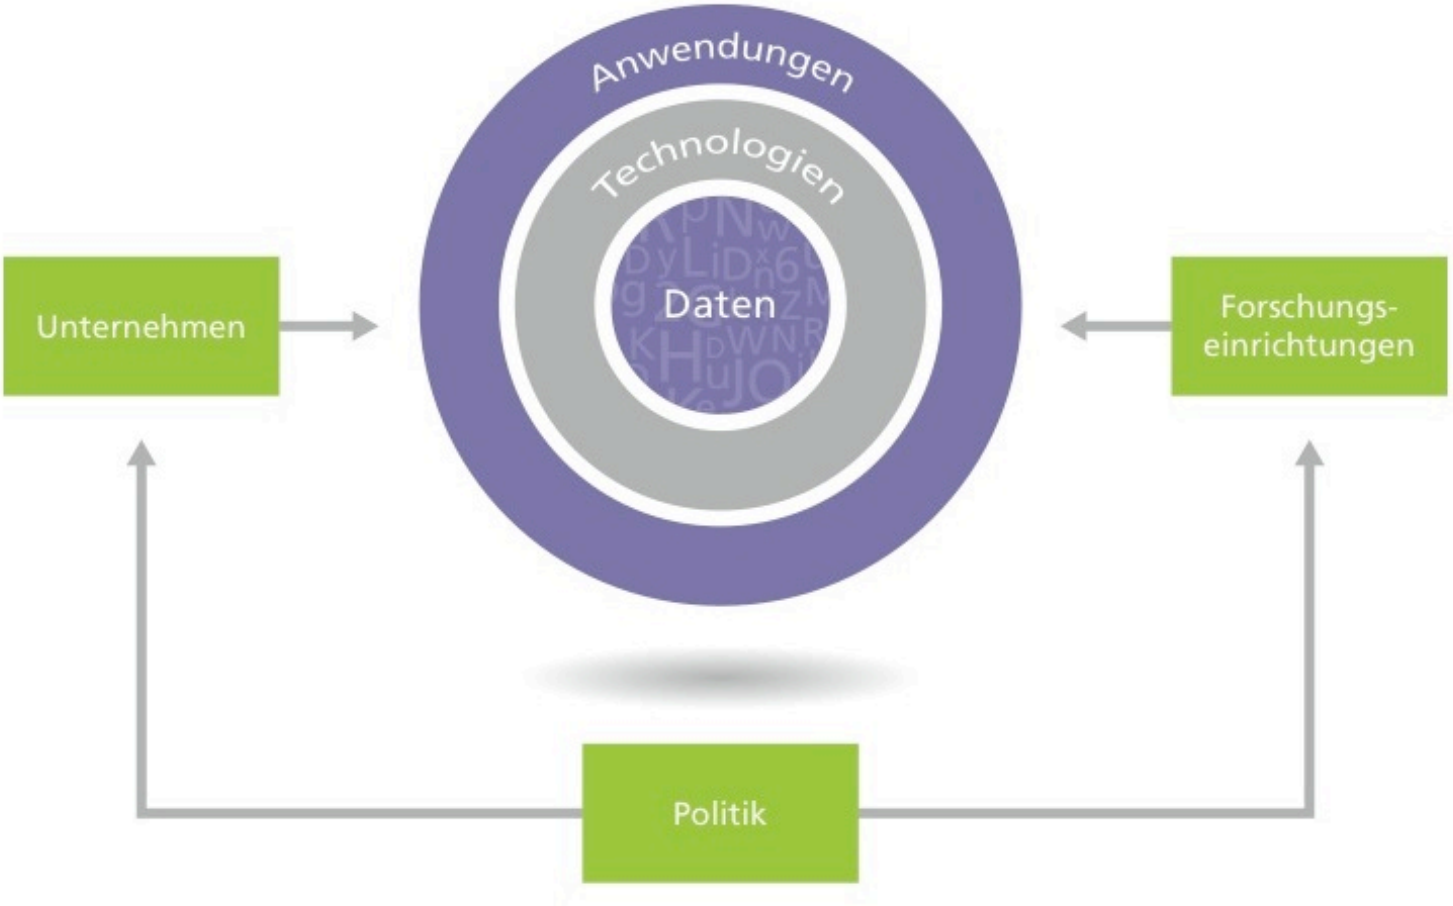 Anwendungen
Technologien
Daten
Unternehmen
Forschungs-
einrichtungen
Politik